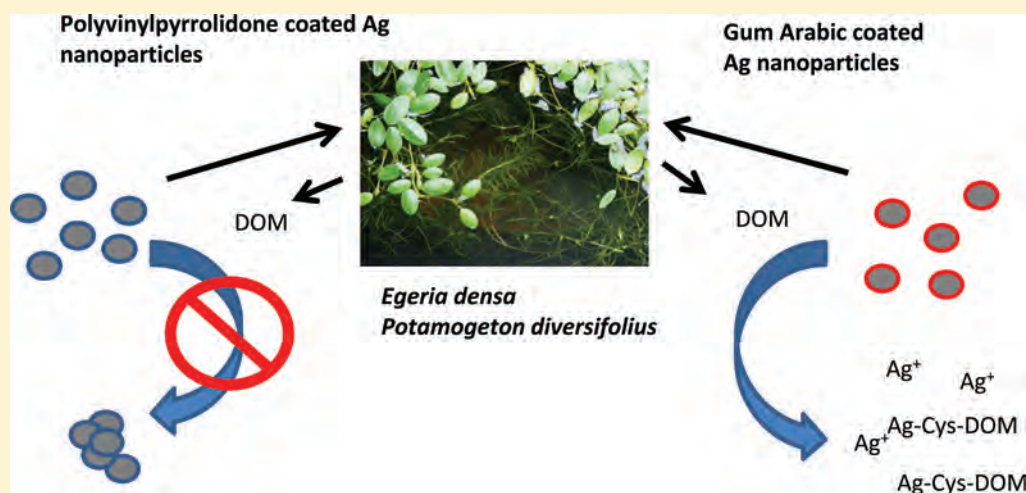 Polyvinylpyrrolidone coated Ag
nanoparticles
Gum Arabic coated
Ag nanoparticles
DOM
DOM
Egeria densa
Potamogeton diversifolius
Ag⁺
Ag⁺
Ag⁺
Ag-Cys-DOM
Ag-Cys-DOM